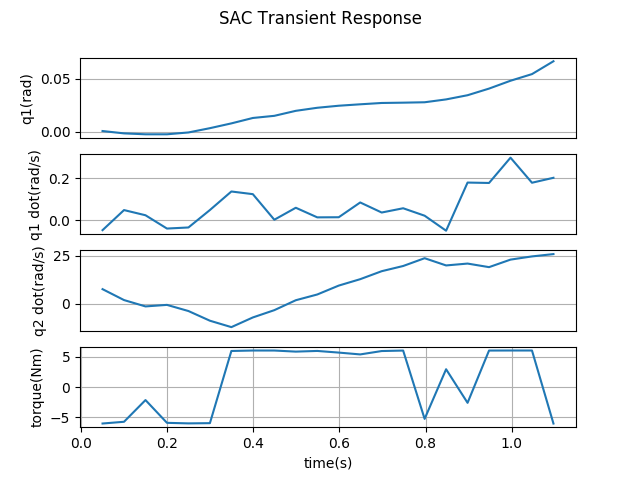 SAC Transient Response
q1(rad)
0.05
0.00
q1 dot(rad/s)
0.2
0.0
q2 dot(rad/s)
25
0
torque(Nm)
5
0
−5
0.0 0.2 0.4 0.6 0.8 1.0
time(s)